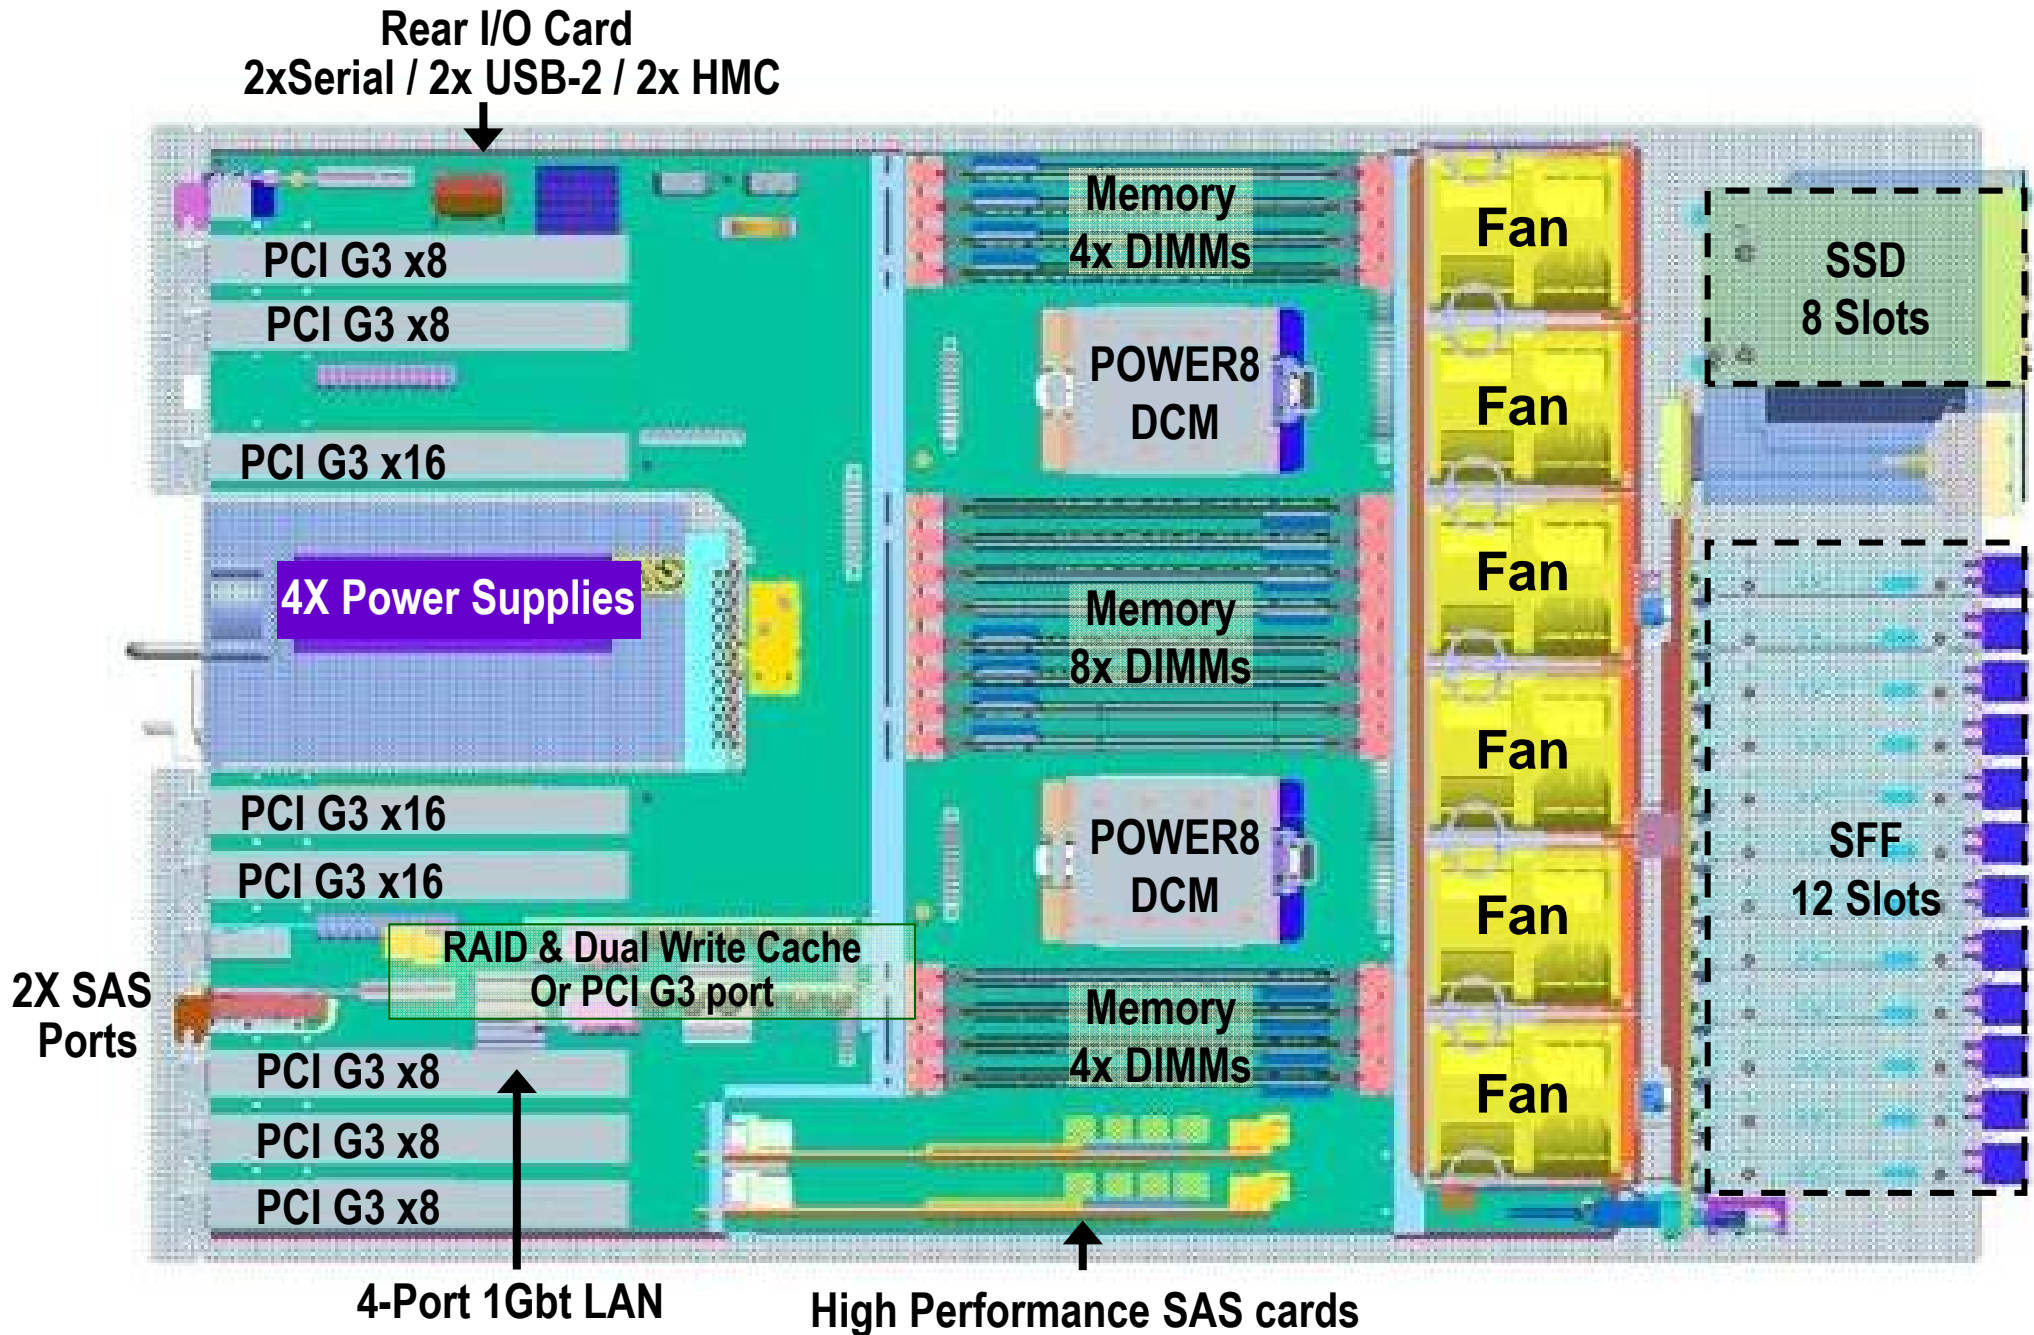 Rear I/O Card
2xSerial / 2x USB-2 / 2x HMC
PCI G3 x8
PCI G3 x8
PCI G3 x16
4X Power Supplies
PCI G3 x16
PCI G3 x16
RAID & Dual Write Cache
Or PCI G3 port
2X SAS
Ports
PCI G3 x8
PCI G3 x8
PCI G3 x8
4-Port 1Gbt LAN
Memory
4x DIMMs
POWER8
DCM
Memory
8x DIMMs
POWER8
DCM
Memory
4x DIMMs
High Performance SAS cards
Fan
Fan
Fan
Fan
Fan
Fan
SSD
8 Slots
SFF
12 Slots